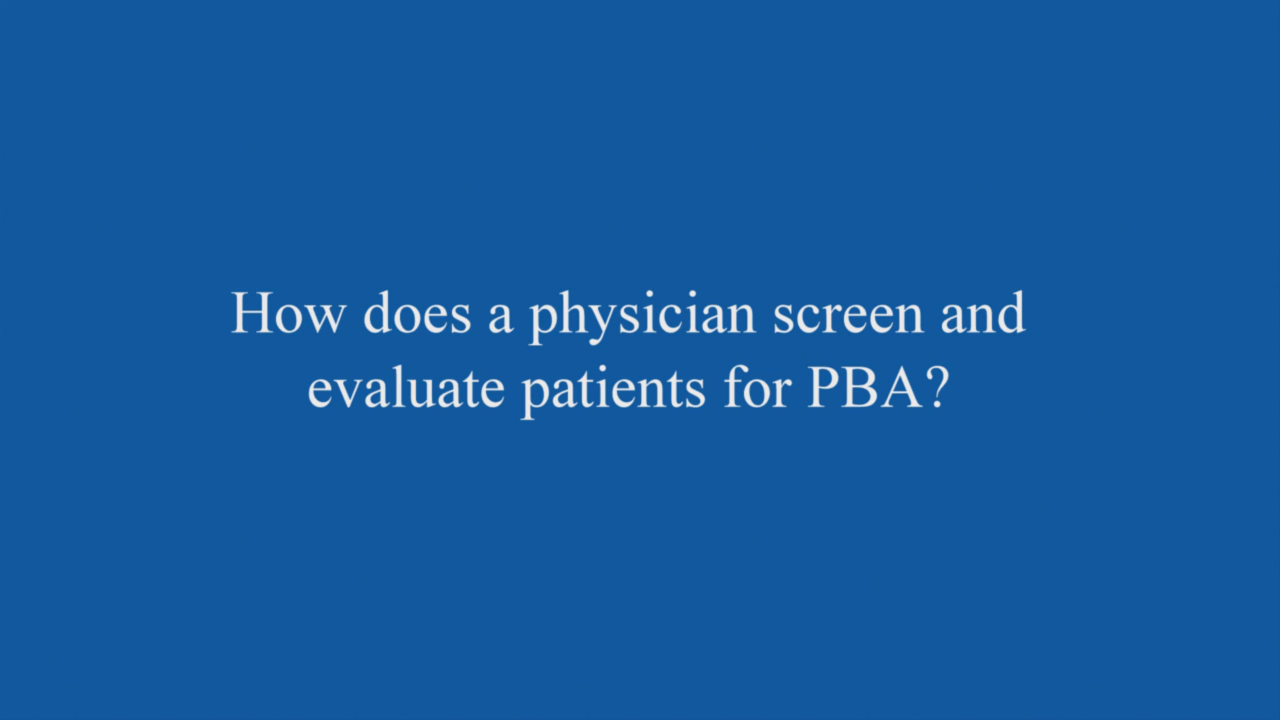 How does a physician screen and
evaluate patients for PBA?